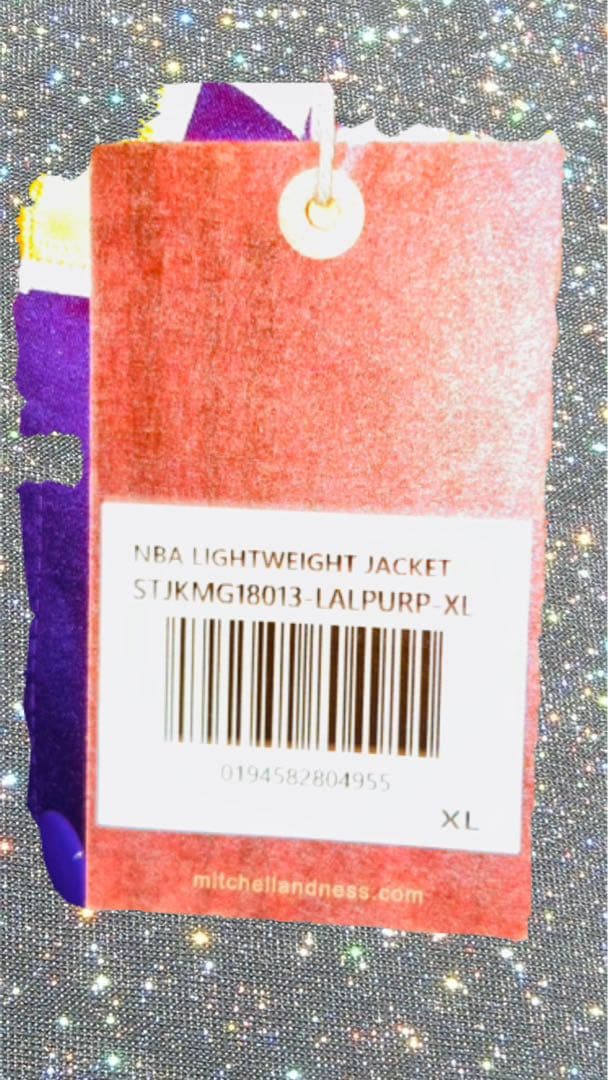 NBA LIGHTWEIGHT JACKET
STJKMG18013-LALPURP-XL
0194582804955
XL
mitchellandness.com